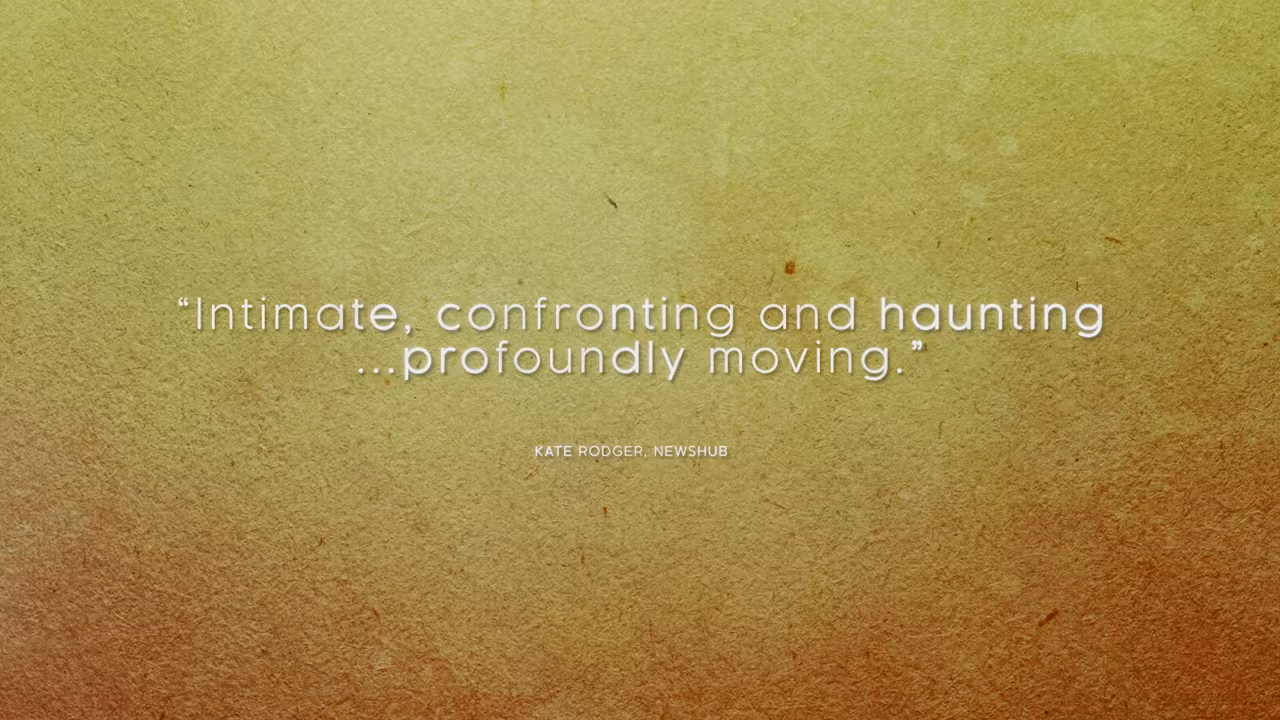 “Intimate, confronting and haunting
...profoundly moving.”
KATE RODGER, NEWSHUB